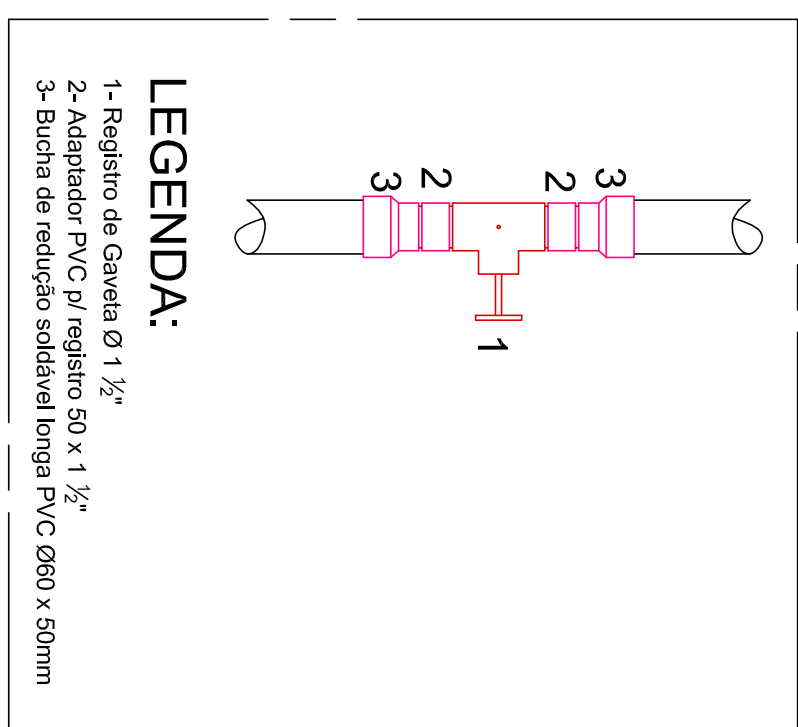 3
2
2
3
1
LEGENDA:
1- Registro de Gaveta Ø 1 ½"
2- Adaptador PVC p/ registro 50 x 1 ½"
3- Bucha de redução soldável longa PVC Ø60 x 50mm